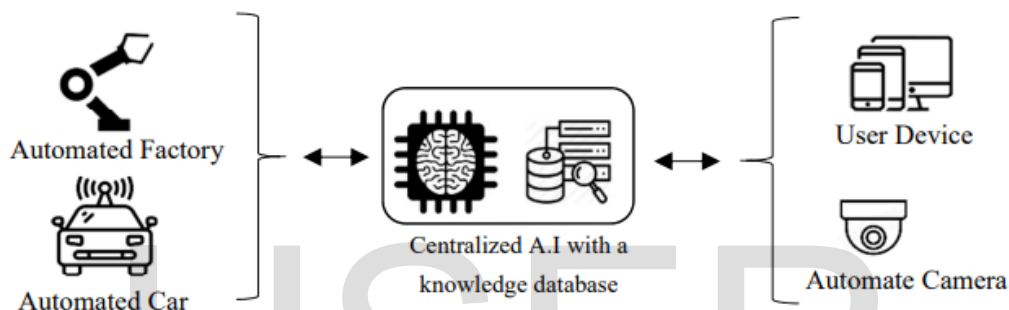 Automated Factory
Automated Car
Centralized A.I with a
knowledge database
User Device
Automate Camera